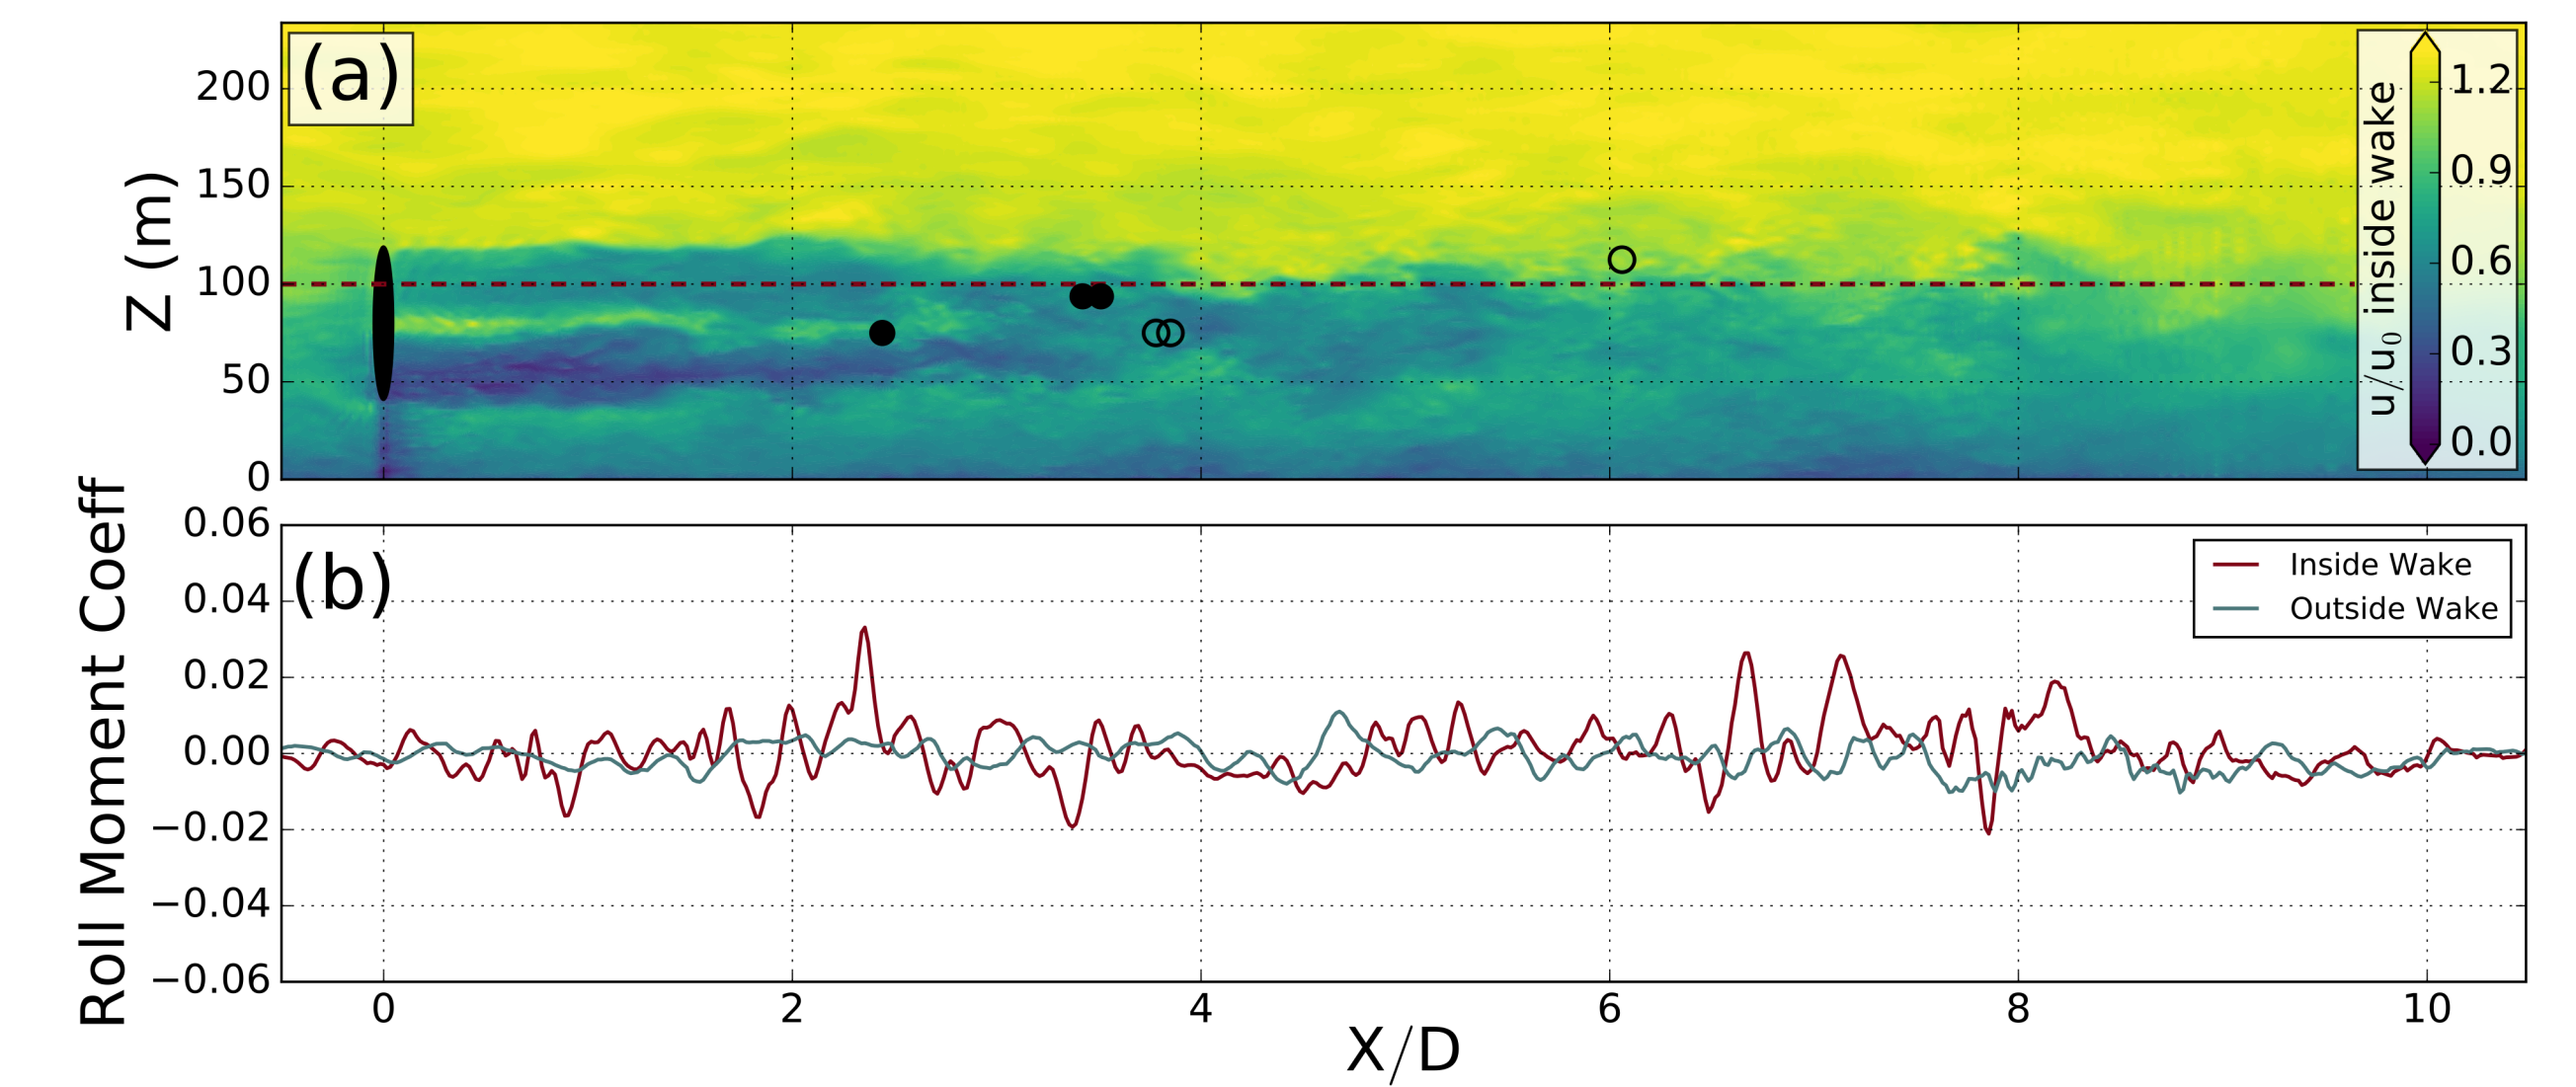 (a)
Z (m)
200
150
100
50
0
u/u₀ inside wake
1.2
0.9
0.6
0.3
0.0
(b)
Roll Moment Coeff
0.06
0.04
0.02
0.00
−0.02
−0.04
−0.06
Inside Wake
Outside Wake
0 2 4 6 8 10
X/D